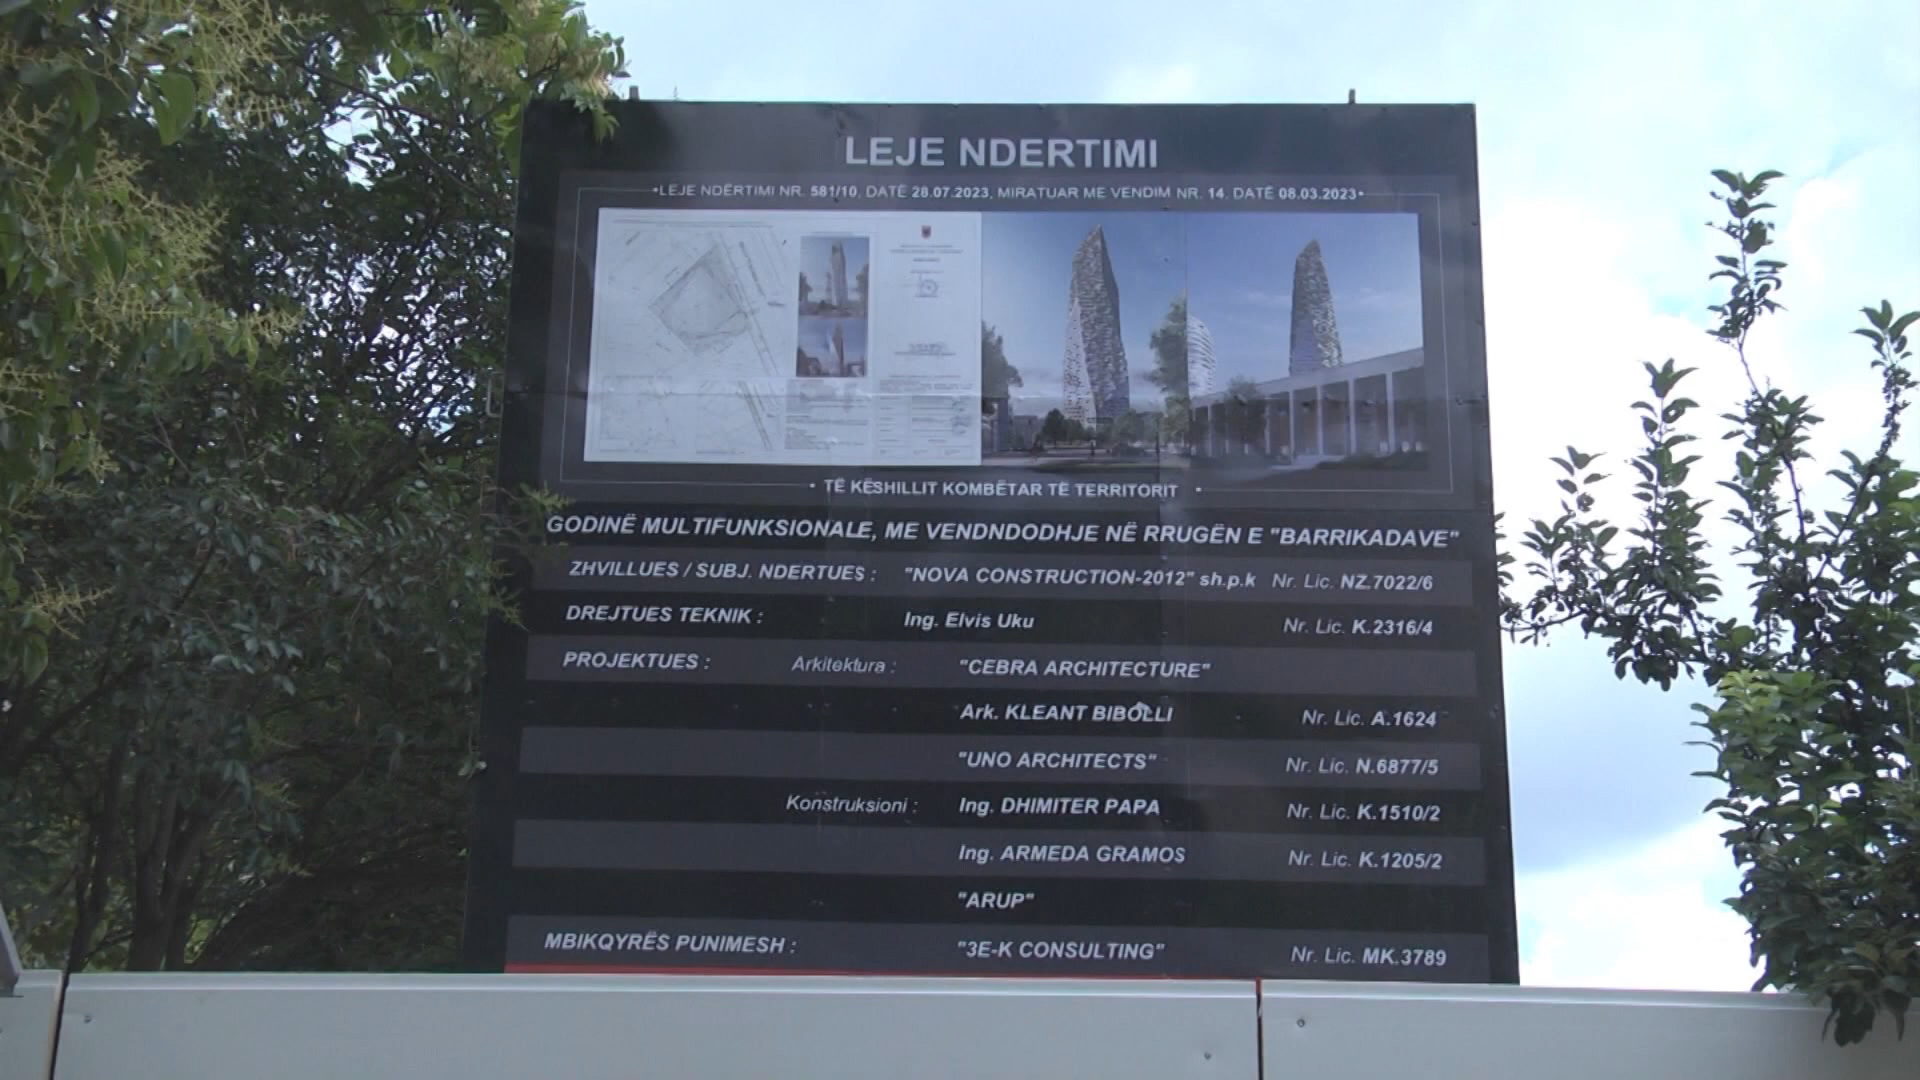 LEJE NDERTIMI
•LEJE NDËRTIMI NR. 581/10, DATË 28.07.2023, MIRATUAR ME VENDIM NR. 14, DATË 08.03.2023•
• TË KËSHILLIT KOMBËTAR TË TERRITORIT •
GODINË MULTIFUNKSIONALE, ME VENDNDODHJE NË RRUGËN E "BARRIKADAVE"
ZHVILLUES / SUBJ. NDERTUES : "NOVA CONSTRUCTION-2012" sh.p.k Nr. Lic. NZ.7022/6
DREJTUES TEKNIK : Ing. Elvis Uku Nr. Lic. K.2316/4
PROJEKTUES : Arkitektura : "CEBRA ARCHITECTURE"
Ark. KLEANT BIBOLLI Nr. Lic. A.1624
"UNO ARCHITECTS" Nr. Lic. N.6877/5
Konstruksioni : Ing. DHIMITER PAPA Nr. Lic. K.1510/2
Ing. ARMEDA GRAMOS Nr. Lic. K.1205/2
"ARUP"
MBIKQYRËS PUNIMESH : "3E-K CONSULTING" Nr. Lic. MK.3789